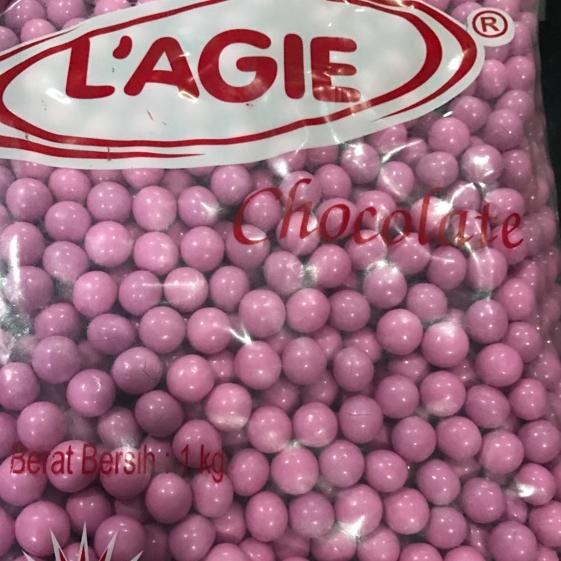 L'AGIE®
Chocolate
Berat Bersih : 1 kg